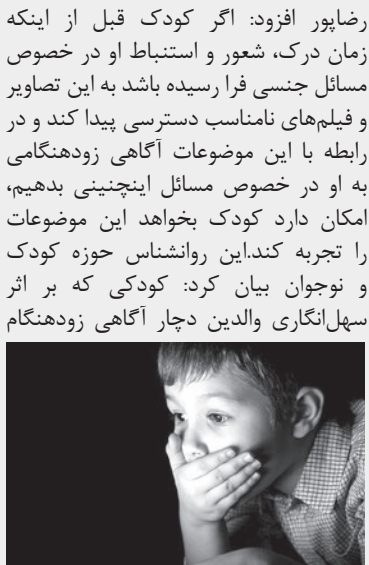 رضاپور افزود: اگر کودک قبل از اینکه
زمان درک، شعور و استنباط او در خصوص
مسائل جنسی فرا رسیده باشد به این تصاویر
و فیلم‌های نامناسب دسترسی پیدا کند و در
رابطه با این موضوعات آگاهی زودهنگامی
به او در خصوص مسائل اینچنینی بدهیم،
امکان دارد کودک بخواهد این موضوعات
را تجربه کند.این روانشناس حوزه کودک
و نوجوان بیان کرد: کودکی که بر اثر
سهل‌انگاری والدین دچار آگاهی زودهنگام